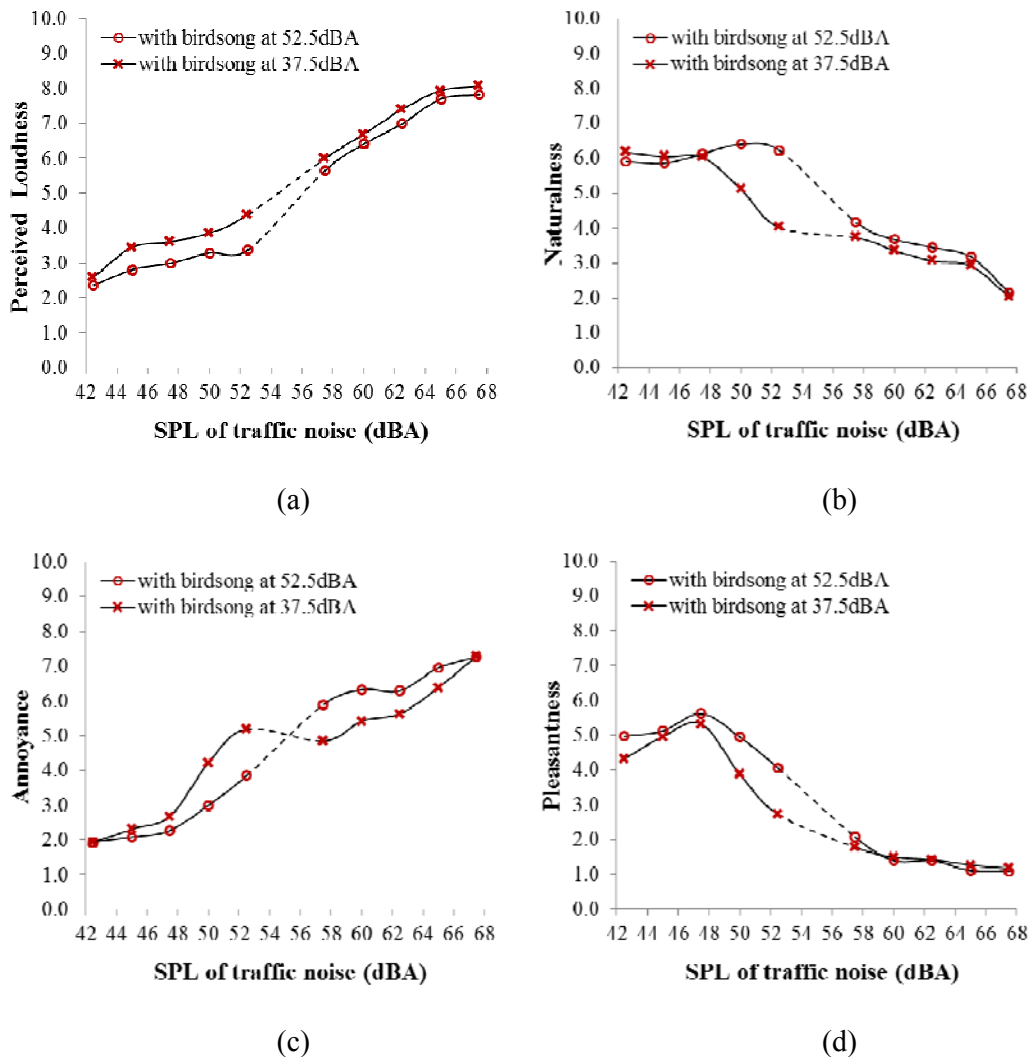 10.0
9.0
8.0
7.0
6.0
5.0
4.0
3.0
2.0
1.0
0.0
Perceived Loudness
with birdsong at 52.5dBA
with birdsong at 37.5dBA
42 44 46 48 50 52 54 56 58 60 62 64 66 68
SPL of traffic noise (dBA)
(a)
10.0
9.0
8.0
7.0
6.0
5.0
4.0
3.0
2.0
1.0
0.0
Naturalness
with birdsong at 52.5dBA
with birdsong at 37.5dBA
42 44 46 48 50 52 54 56 58 60 62 64 66 68
SPL of traffic noise (dBA)
(b)
10.0
9.0
8.0
7.0
6.0
5.0
4.0
3.0
2.0
1.0
0.0
Annoyance
with birdsong at 52.5dBA
with birdsong at 37.5dBA
42 44 46 48 50 52 54 56 58 60 62 64 66 68
SPL of traffic noise (dBA)
(c)
10.0
9.0
8.0
7.0
6.0
5.0
4.0
3.0
2.0
1.0
0.0
Pleasantness
with birdsong at 52.5dBA
with birdsong at 37.5dBA
42 44 46 48 50 52 54 56 58 60 62 64 66 68
SPL of traffic noise (dBA)
(d)